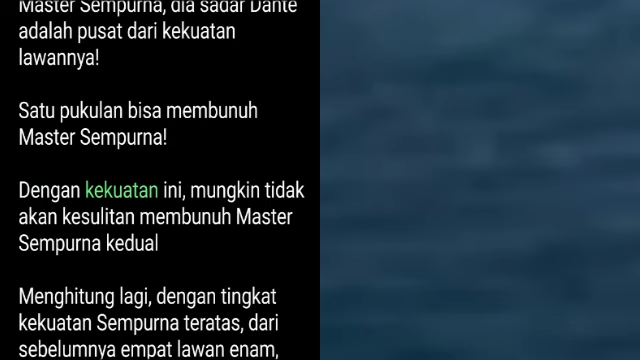 Master Sempurna, dia sadar Dante
adalah pusat dari kekuatan
lawannya!
Satu pukulan bisa membunuh
Master Sempurna!
Dengan kekuatan ini, mungkin tidak
akan kesulitan membunuh Master
Sempurna kedual
Menghitung lagi, dengan tingkat
kekuatan Sempurna teratas, dari
sebelumnya empat lawan enam,